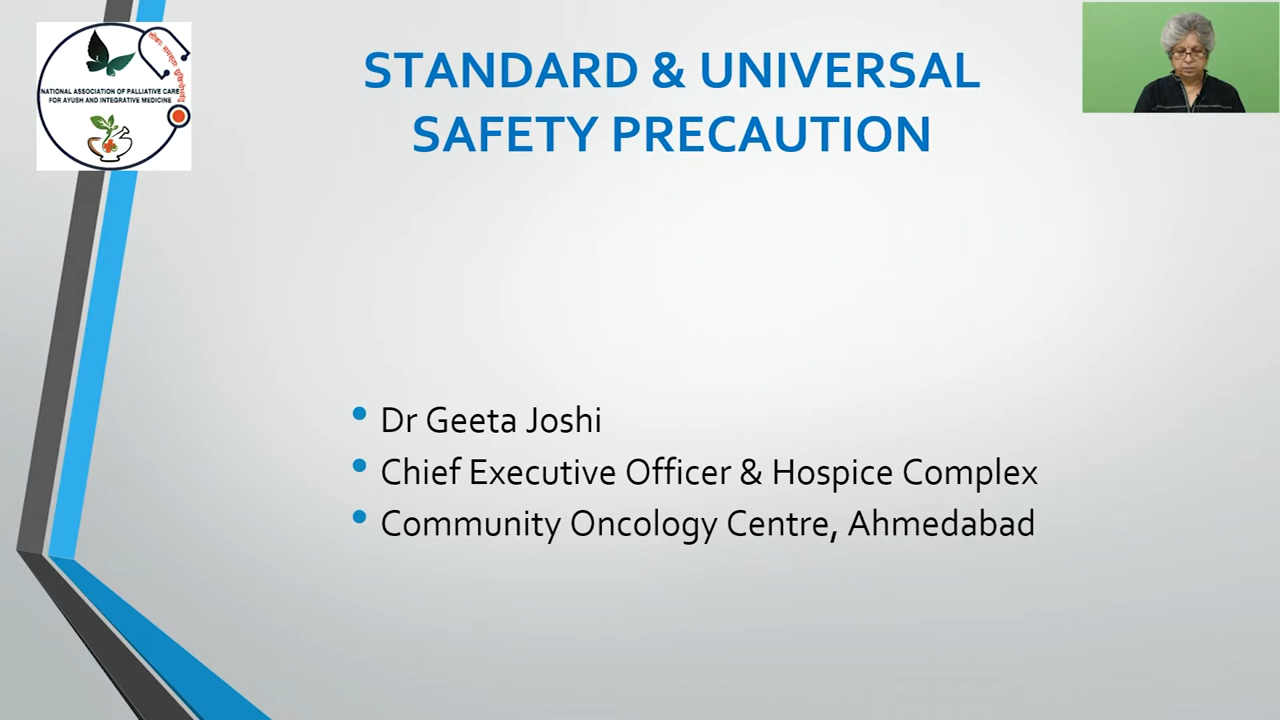 NATIONAL ASSOCIATION OF PALLIATIVE CARE
FOR AYUSH AND INTEGRATIVE MEDICINE
STANDARD & UNIVERSAL
SAFETY PRECAUTION
• Dr Geeta Joshi
• Chief Executive Officer & Hospice Complex
• Community Oncology Centre, Ahmedabad